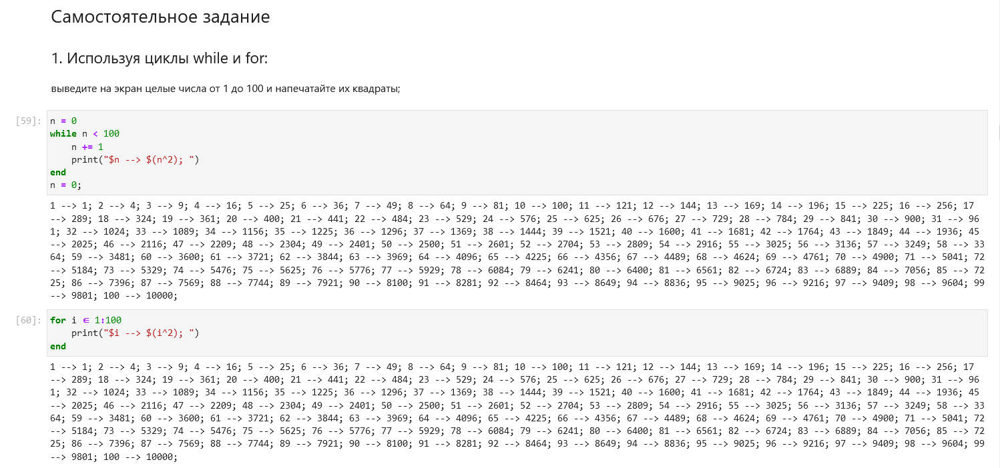 Самостоятельное задание
1. Используя циклы while и for:
выведите на экран целые числа от 1 до 100 и напечатайте их квадраты;
[59]:
n = 0
while n < 100
    n += 1
    print("$n --> $(n^2); ")
end
n = 0;
1 --> 1; 2 --> 4; 3 --> 9; 4 --> 16; 5 --> 25; 6 --> 36; 7 --> 49; 8 --> 64; 9 --> 81; 10 --> 100; 11 --> 121; 12 --> 144; 13 --> 169; 14 --> 196; 15 --> 225; 16 --> 256; 17
--> 289; 18 --> 324; 19 --> 361; 20 --> 400; 21 --> 441; 22 --> 484; 23 --> 529; 24 --> 576; 25 --> 625; 26 --> 676; 27 --> 729; 28 --> 784; 29 --> 841; 30 --> 900; 31 --> 96
1; 32 --> 1024; 33 --> 1089; 34 --> 1156; 35 --> 1225; 36 --> 1296; 37 --> 1369; 38 --> 1444; 39 --> 1521; 40 --> 1600; 41 --> 1681; 42 --> 1764; 43 --> 1849; 44 --> 1936; 45
--> 2025; 46 --> 2116; 47 --> 2209; 48 --> 2304; 49 --> 2401; 50 --> 2500; 51 --> 2601; 52 --> 2704; 53 --> 2809; 54 --> 2916; 55 --> 3025; 56 --> 3136; 57 --> 3249; 58 --> 33
64; 59 --> 3481; 60 --> 3600; 61 --> 3721; 62 --> 3844; 63 --> 3969; 64 --> 4096; 65 --> 4225; 66 --> 4356; 67 --> 4489; 68 --> 4624; 69 --> 4761; 70 --> 4900; 71 --> 5041; 72
--> 5184; 73 --> 5329; 74 --> 5476; 75 --> 5625; 76 --> 5776; 77 --> 5929; 78 --> 6084; 79 --> 6241; 80 --> 6400; 81 --> 6561; 82 --> 6724; 83 --> 6889; 84 --> 7056; 85 --> 72
25; 86 --> 7396; 87 --> 7569; 88 --> 7744; 89 --> 7921; 90 --> 8100; 91 --> 8281; 92 --> 8464; 93 --> 8649; 94 --> 8836; 95 --> 9025; 96 --> 9216; 97 --> 9409; 98 --> 9604; 99
--> 9801; 100 --> 10000;
[60]:
for i ∈ 1:100
    print("$i --> $(i^2); ")
end
1 --> 1; 2 --> 4; 3 --> 9; 4 --> 16; 5 --> 25; 6 --> 36; 7 --> 49; 8 --> 64; 9 --> 81; 10 --> 100; 11 --> 121; 12 --> 144; 13 --> 169; 14 --> 196; 15 --> 225; 16 --> 256; 17
--> 289; 18 --> 324; 19 --> 361; 20 --> 400; 21 --> 441; 22 --> 484; 23 --> 529; 24 --> 576; 25 --> 625; 26 --> 676; 27 --> 729; 28 --> 784; 29 --> 841; 30 --> 900; 31 --> 96
1; 32 --> 1024; 33 --> 1089; 34 --> 1156; 35 --> 1225; 36 --> 1296; 37 --> 1369; 38 --> 1444; 39 --> 1521; 40 --> 1600; 41 --> 1681; 42 --> 1764; 43 --> 1849; 44 --> 1936; 45
--> 2025; 46 --> 2116; 47 --> 2209; 48 --> 2304; 49 --> 2401; 50 --> 2500; 51 --> 2601; 52 --> 2704; 53 --> 2809; 54 --> 2916; 55 --> 3025; 56 --> 3136; 57 --> 3249; 58 --> 33
64; 59 --> 3481; 60 --> 3600; 61 --> 3721; 62 --> 3844; 63 --> 3969; 64 --> 4096; 65 --> 4225; 66 --> 4356; 67 --> 4489; 68 --> 4624; 69 --> 4761; 70 --> 4900; 71 --> 5041; 72
--> 5184; 73 --> 5329; 74 --> 5476; 75 --> 5625; 76 --> 5776; 77 --> 5929; 78 --> 6084; 79 --> 6241; 80 --> 6400; 81 --> 6561; 82 --> 6724; 83 --> 6889; 84 --> 7056; 85 --> 72
25; 86 --> 7396; 87 --> 7569; 88 --> 7744; 89 --> 7921; 90 --> 8100; 91 --> 8281; 92 --> 8464; 93 --> 8649; 94 --> 8836; 95 --> 9025; 96 --> 9216; 97 --> 9409; 98 --> 9604; 99
--> 9801; 100 --> 10000;